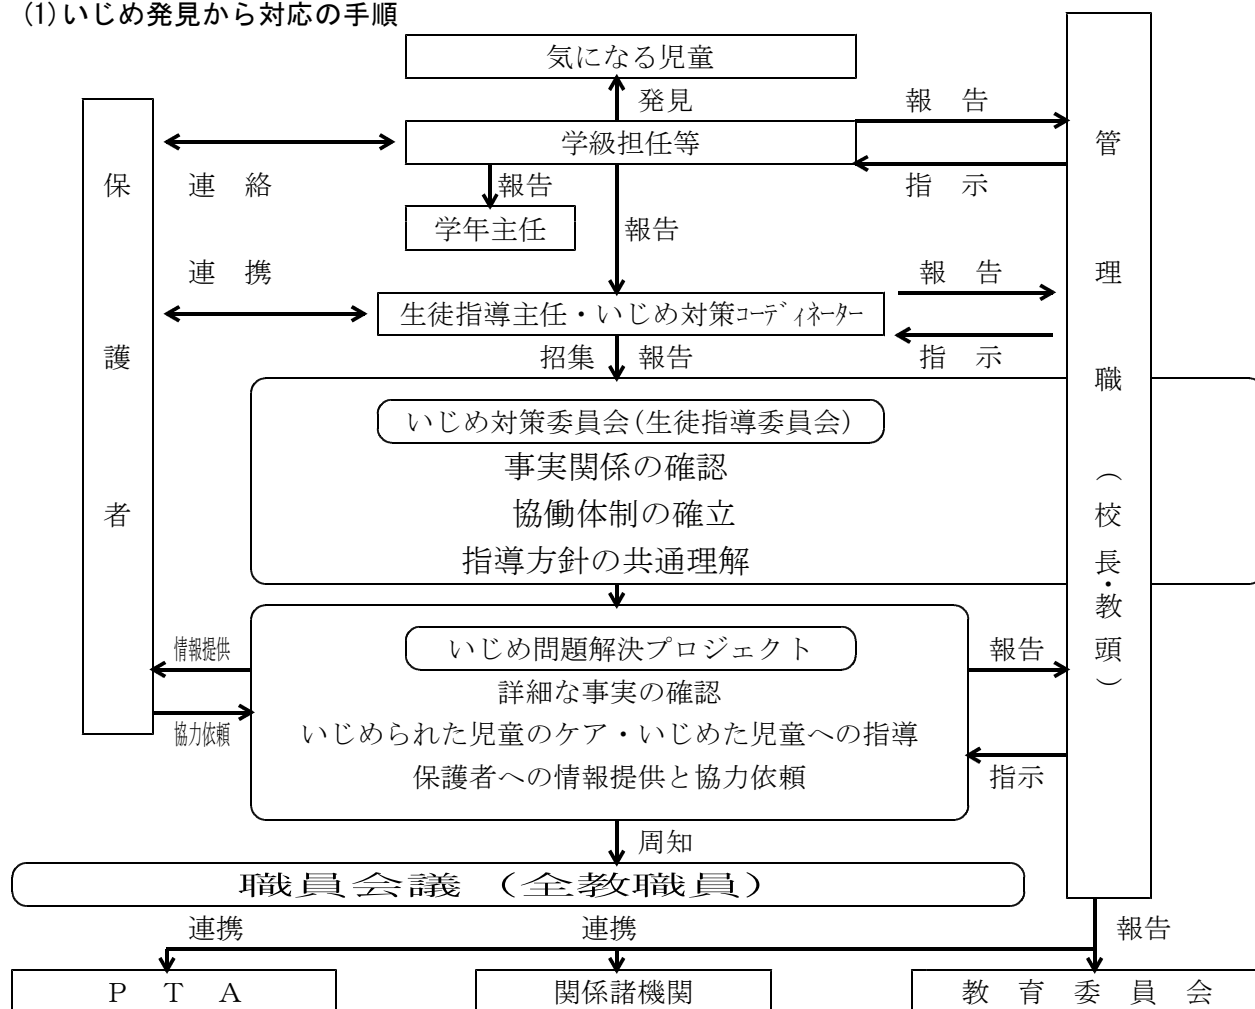 (1)いじめ発見から対応の手順
気になる児童
発見
報　告
学級担任等
連　絡
報告
指　示
学年主任
報告
連　携
報　告
生徒指導主任・いじめ対策ｺｰﾃﾞｨﾈｰﾀｰ
招集
報告
指　示
保護者
管理職（校長・教頭）
いじめ対策委員会(生徒指導委員会)
事実関係の確認
協働体制の確立
指導方針の共通理解
情報提供
いじめ問題解決プロジェクト
報告
詳細な事実の確認
協力依頼
いじめられた児童のケア・いじめた児童への指導
保護者への情報提供と協力依頼
指示
周知
職員会議（全教職員）
連携
連携
報告
Ｐ　Ｔ　Ａ
関係諸機関
教　育　委　員　会